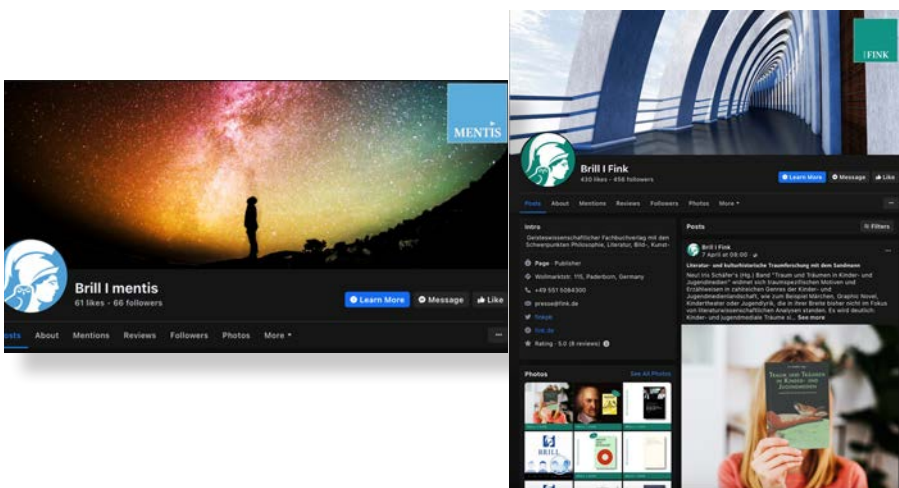 MENTIS
Brill I mentis
61 likes • 66 followers
Learn More
Message
Like
Posts About Mentions Reviews Followers Photos More
FINK
Brill I Fink
430 likes • 456 followers
Learn More
Message
Like
Posts About Mentions Reviews Followers Photos More
Intro
Geisteswissenschaftlicher Fachbuchverlag mit den
Schwerpunkten Philosophie, Literatur, Bild-, Kunst-
Page · Publisher
Wollmarktstr. 115, Paderborn, Germany
+49 551 5084300
presse@fink.de
fink.de
Rating · 5.0 (8 reviews)
Photos
See All Photos
BRILL
Posts
Filters
Brill I Fink
7 April at 08:00
Literatur- und kulturhistorische Traumforschung mit dem Sandmann
Neu! Iris Schäfer's (Hg.) Band "Traum und Träumen in Kinder- und
Jugendmedien" widmet sich traumspezifischen Motiven und
Erzählweisen in zahlreichen Genres der Kinder- und
Jugendmedienlandschaft, wie zum Beispiel Märchen, Graphic Novel,
Kindertheater oder Jugendlyrik, die in ihrer Breite bisher nicht im Fokus
von literaturwissenschaftlichen Analysen standen. Es wird deutlich:
Kinder- und jugendmediale Träume si... See more
TRAUM UND TRÄUMEN
IN KINDER- UND
JUGENDMEDIEN